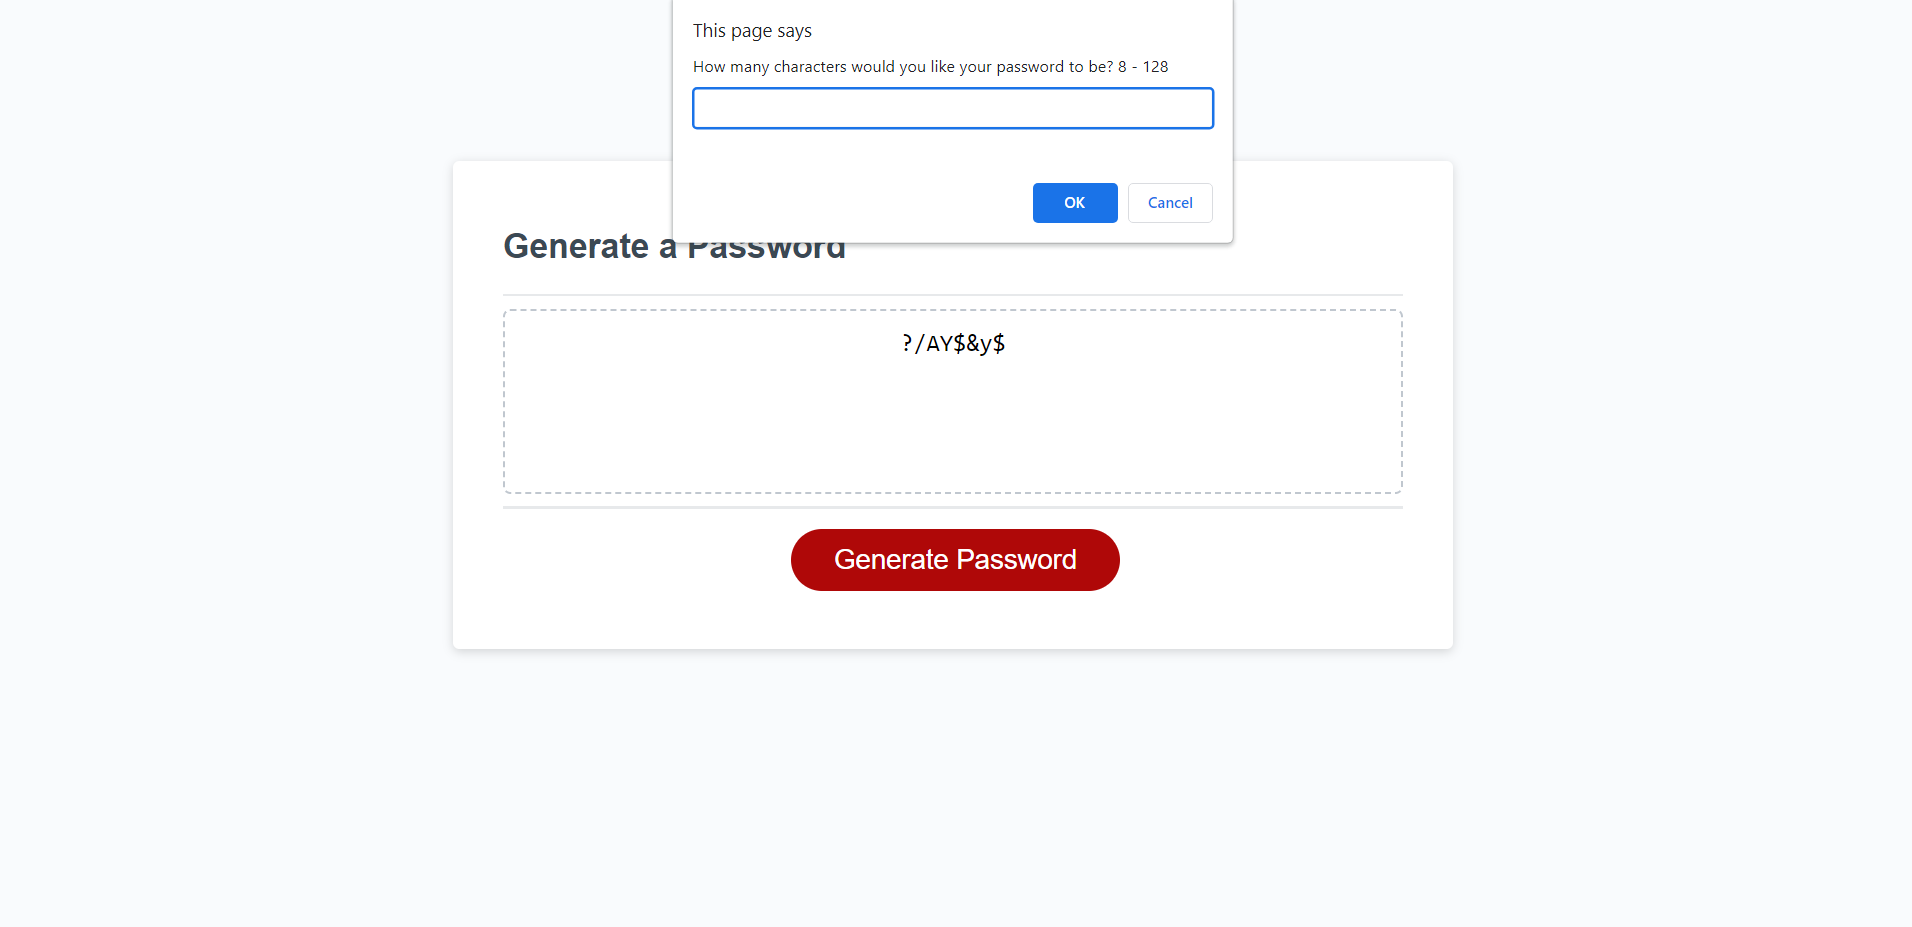 This page says
How many characters would you like your password to be? 8 - 128
OK
Cancel
Generate a Password
?/AY$&y$
Generate Password